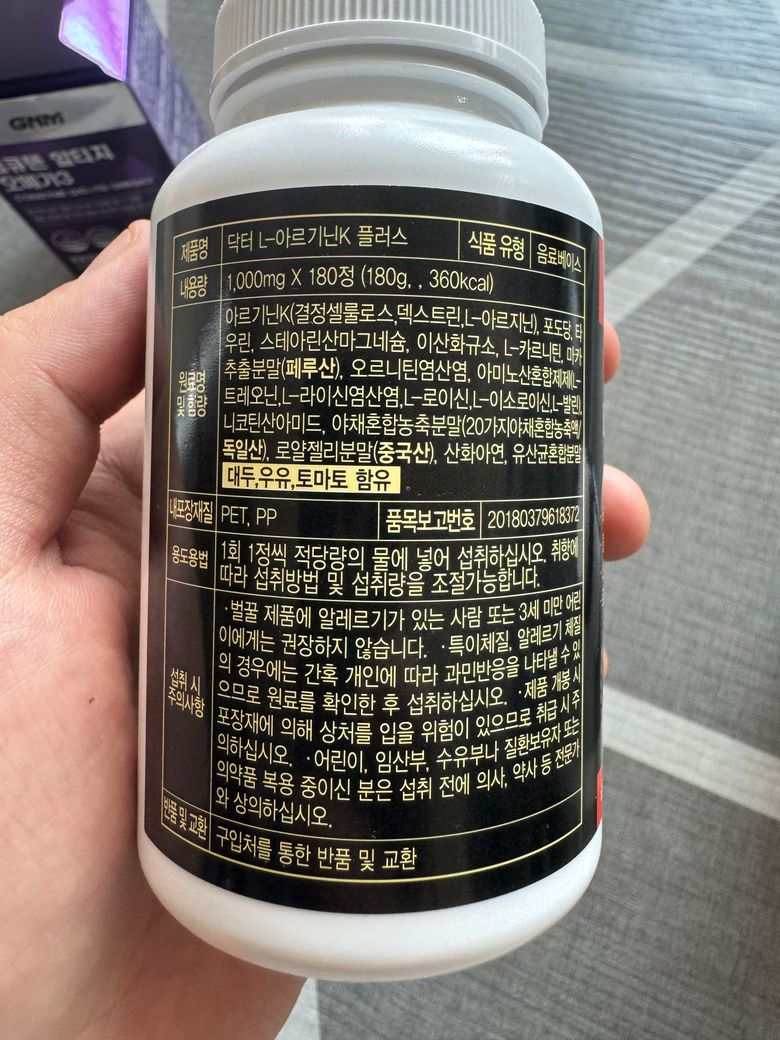 GNM
오메가3
제품명 닥터 L-아르기닌K 플러스 식품 유형 음료베이스
내용량 1,000mg X 180정 (180g, , 360kcal)
원료명 및 함량 아르기닌K(결정셀룰로스,덱스트린,L-아르지닌), 포도당, 타
우린, 스테아린산마그네슘, 이산화규소, L-카르니틴, 마카
추출분말(페루산), 오르니틴염산염, 아미노산혼합제제(L-
트레오닌,L-라이신염산염,L-로이신,L-이소로이신,L-발린),
니코틴산아미드, 야채혼합농축분말(20가지야채혼합농축액/
독일산), 로얄젤리분말(중국산), 산화아연, 유산균혼합분말
대두,우유,토마토 함유
내포장재질 PET, PP 품목보고번호 20180379618372
용도용법 1회 1정씩 적당량의 물에 넣어 섭취하십시오. 취향에
따라 섭취방법 및 섭취량을 조절가능합니다.
섭취 시 주의사항 ·벌꿀 제품에 알레르기가 있는 사람 또는 3세 미만 어린
이에게는 권장하지 않습니다. ·특이체질, 알레르기 체질
의 경우에는 간혹 개인에 따라 과민반응을 나타낼 수 있
으므로 원료를 확인한 후 섭취하십시오. ·제품 개봉 시
포장재에 의해 상처를 입을 위험이 있으므로 취급 시 주
의하십시오. ·어린이, 임산부, 수유부나 질환보유자 또는
의약품 복용 중이신 분은 섭취 전에 의사, 약사 등 전문가
와 상의하십시오.
반품 및 교환 구입처를 통한 반품 및 교환